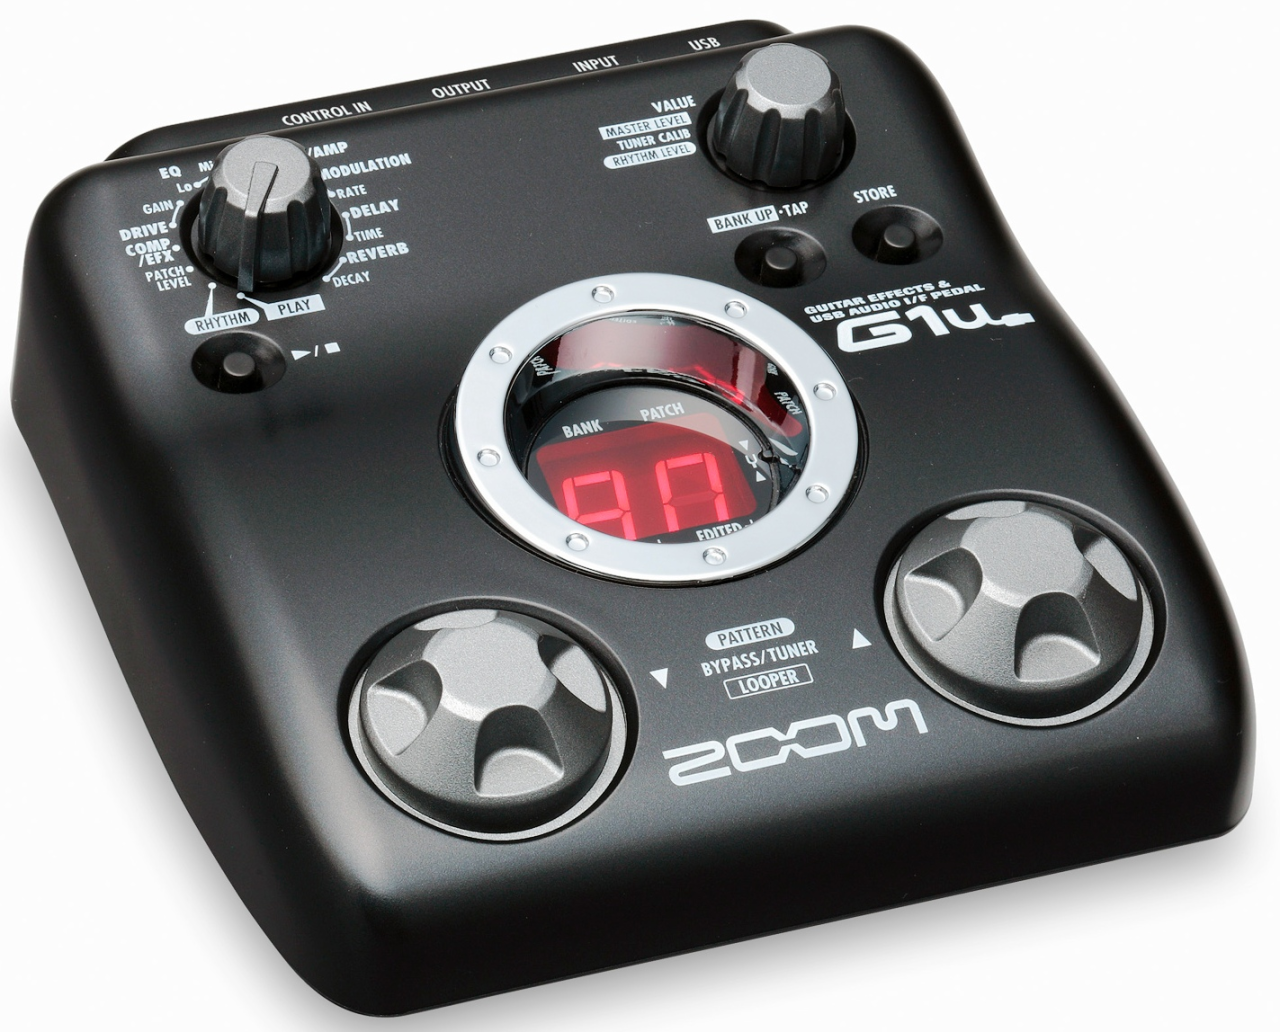 USB
INPUT
OUTPUT
CONTROL IN
VALUE
MASTER LEVEL
TUNER CALIB
RHYTHM LEVEL
/AMP
EQ
MODULATION
Lo
RATE
GAIN
DELAY
DRIVE
TIME
COMP
/EFX
REVERB
PATCH
LEVEL
DECAY
RHYTHM
PLAY
STORE
BANK UP • TAP
GUITAR EFFECTS &
USB AUDIO I/F PEDAL
G1u
PATCH
BANK
EDITED
PATTERN
BYPASS/TUNER
LOOPER
ZOOM